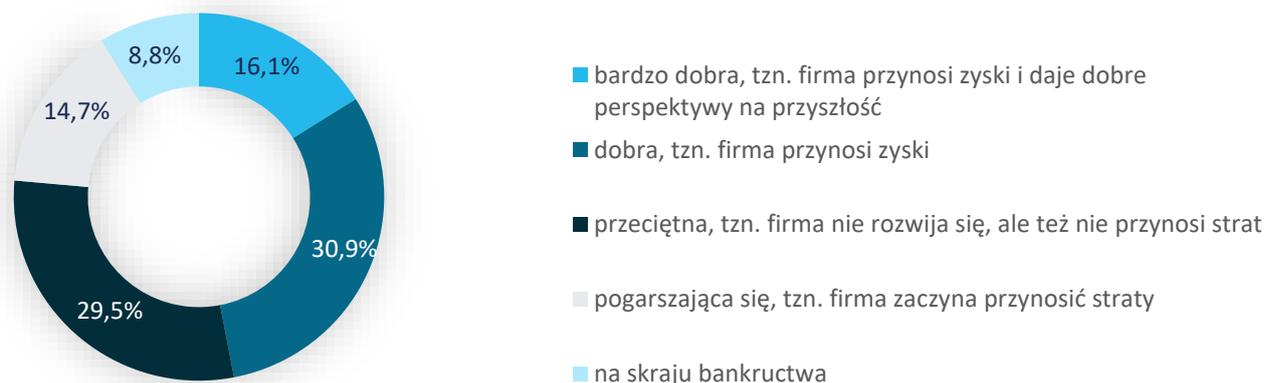 8,8%
16,1%
14,7%
30,9%
29,5%
bardzo dobra, tzn. firma przynosi zyski i daje dobre
perspektywy na przyszłość
dobra, tzn. firma przynosi zyski
przeciętna, tzn. firma nie rozwija się, ale też nie przynosi strat
pogarszająca się, tzn. firma zaczyna przynosić straty
na skraju bankructwa